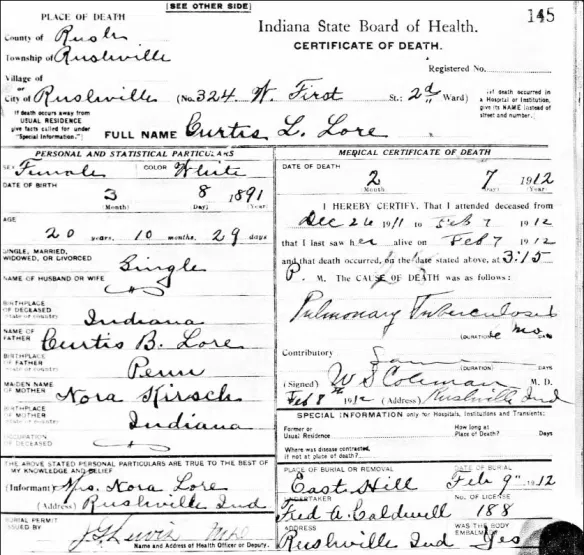 [SEE OTHER SIDE]
145
PLACE OF DEATH
County of Rush
Township of Rushville
Village of
or
City of Rushville
Indiana State Board of Health.
CERTIFICATE OF DEATH.
Registered No.
(No. 324 W. First St.; 2d Ward)
[If death occurred in a Hospital or Institution, give its NAME instead of street and number.]
If death occurs away from USUAL RESIDENCE give facts called for under "Special Information."
FULL NAME Curtis L. Lore
PERSONAL AND STATISTICAL PARTICULARS
SEX Female COLOR White
DATE OF BIRTH
3 8 1891
(Month) (Day) (Year)
AGE
20 years, 10 months, 29 days
SINGLE, MARRIED,
WIDOWED, OR DIVORCED
Single
NAME OF HUSBAND OR WIFE
BIRTHPLACE
OF DECEASED
State or country
Indiana
NAME OF
FATHER
Curtis B. Lore
BIRTHPLACE
OF FATHER
State or country
Penn
MAIDEN NAME
OF MOTHER
Nora Kirsch
BIRTHPLACE
OF MOTHER
State or country
Indiana
OCCUPATION
OF DECEASED
THE ABOVE STATED PERSONAL PARTICULARS ARE TRUE TO THE BEST OF
MY KNOWLEDGE AND BELIEF
(Informant) Mrs. Nora Lore
(Address) Rushville Ind
BURIAL PERMIT
ISSUED BY
Name and Address of Health Officer or Deputy.
MEDICAL CERTIFICATE OF DEATH
DATE OF DEATH
2 7 1912
Month Day Year
I HEREBY CERTIFY, That I attended deceased from
Dec 26 1911 to Feb 7 1912
that I last saw her alive on Feb 7 1912
and that death occurred, on the date stated above, at 3:15
P. M. The CAUSE OF DEATH was as follows:
Pulmonary Tuberculosis
(DURATION) mo DAYS
Contributory
(DURATION) DAYS
(Signed) W S Coleman M. D.
Feb 8th 1912 (Address) Rushville Ind
SPECIAL INFORMATION only for Hospitals, Institutions and Transients:
Former or
Usual Residence
How long at
Place of Death? Days
Where was disease contracted,
if not at place of death?
PLACE OF BURIAL OR REMOVAL
East Hill
DATE OF BURIAL
Feb 9th 1912
UNDERTAKER
Fred A. Caldwell
NO. OF LICENSE
188
ADDRESS
Rushville Ind
WAS THE BODY
EMBALMED Yes